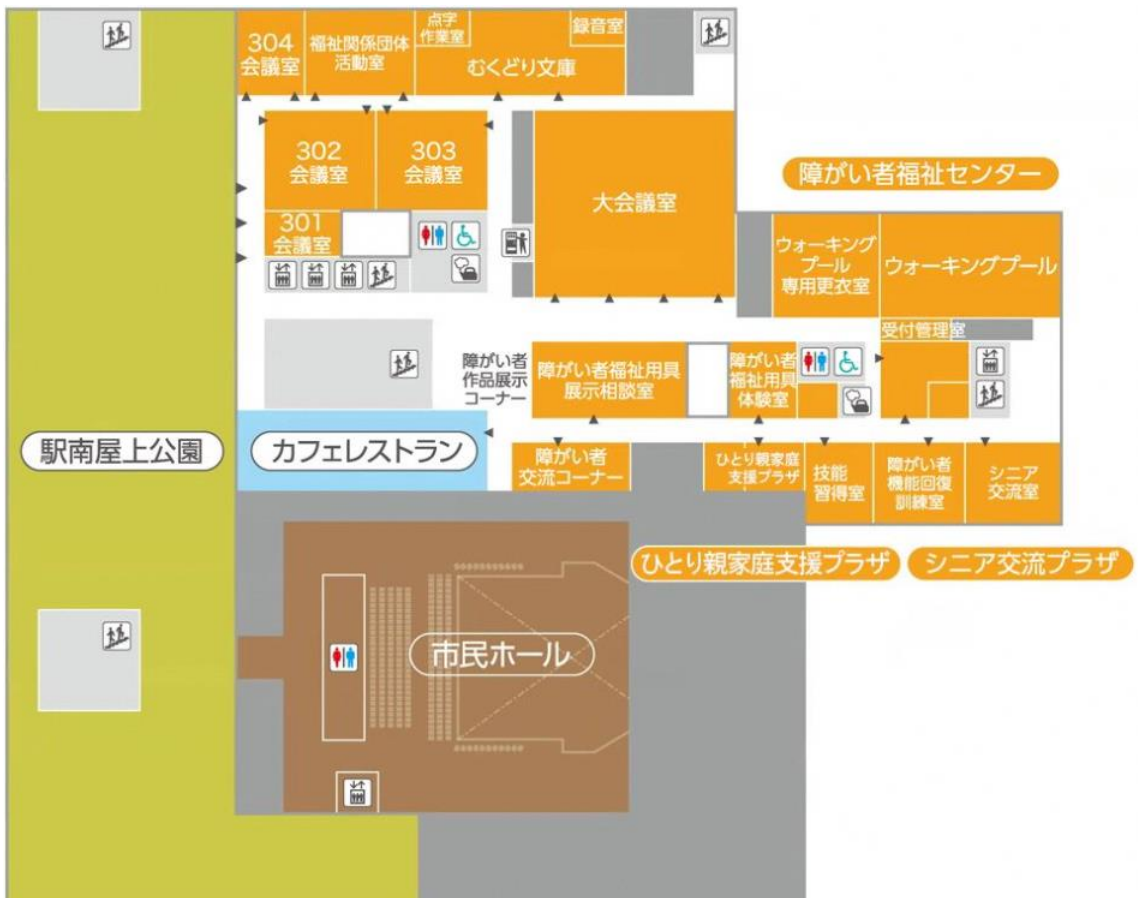 点字
作業室
録音室
304
会議室
福祉関係団体
活動室
むくどり文庫
302
会議室
303
会議室
障がい者福祉センター
大会議室
301
会議室
ウォーキング
プール
専用更衣室
ウォーキングプール
受付管理室
障がい者
作品展示
コーナー
障がい者福祉用具
展示相談室
障がい者
福祉用具
体験室
駅南屋上公園
カフェレストラン
障がい者
交流コーナー
ひとり親家庭
支援プラザ
技能
習得室
障がい者
機能回復
訓練室
シニア
交流室
ひとり親家庭支援プラザ
シニア交流プラザ
市民ホール